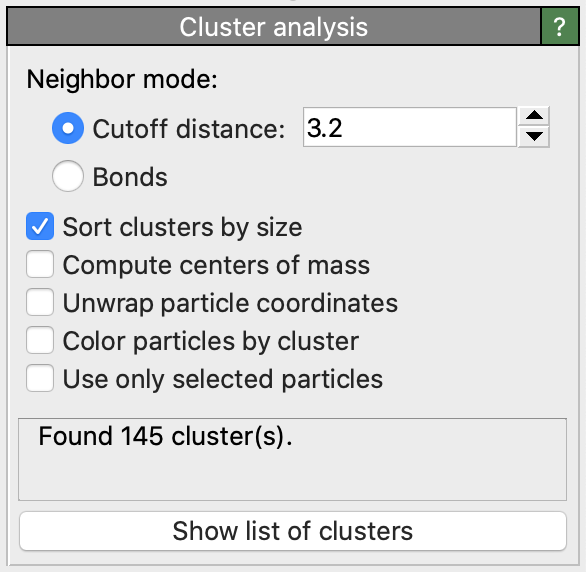 Cluster analysis ?
Neighbor mode:
Cutoff distance: 3.2
Bonds
Sort clusters by size
Compute centers of mass
Unwrap particle coordinates
Color particles by cluster
Use only selected particles
Found 145 cluster(s).
Show list of clusters